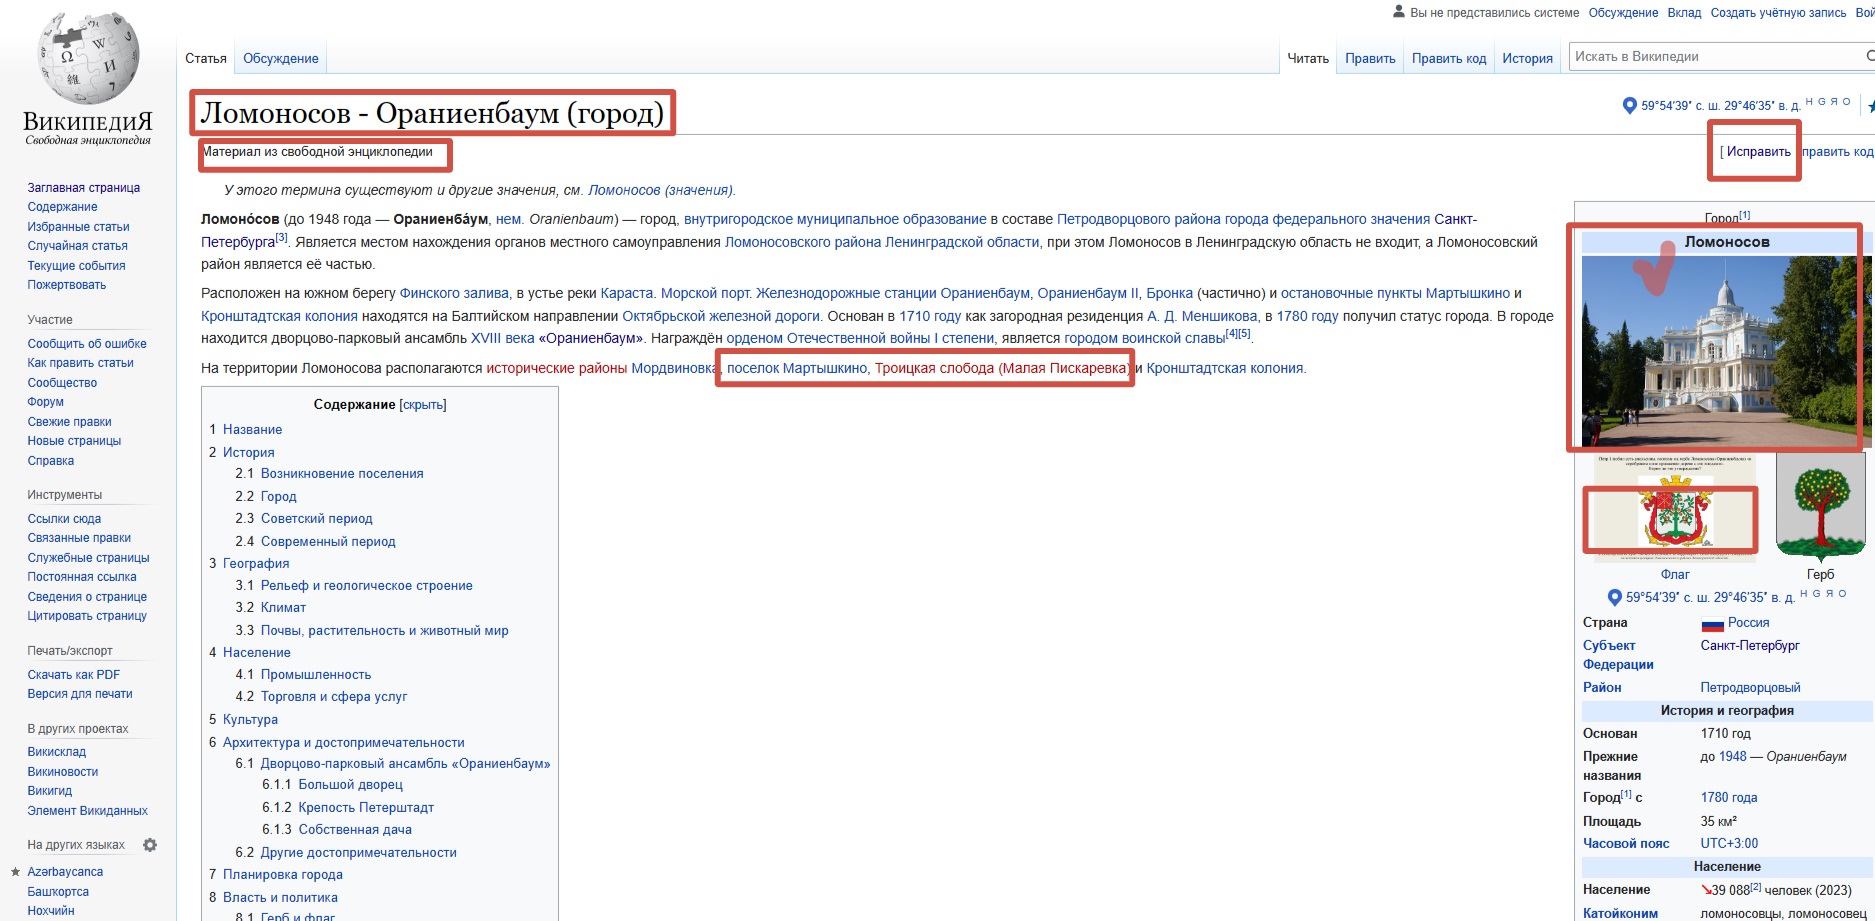 Вы не представились системе Обсуждение Вклад Создать учётную запись Вой
Статья Обсуждение Читать Править Править код История Искать в Википедии
ВИКИПЕДИЯ
Свободная энциклопедия
Ломоносов - Ораниенбаум (город)
59°54′39″ с. ш. 29°46′35″ в. д. H G Я O
Материал из свободной энциклопедии
[ Исправить править код
У этого термина существуют и другие значения, см. Ломоносов (значения).
Ломоно́сов (до 1948 года — Ораниенба́ум, нем. Oranienbaum) — город, внутригородское муниципальное образование в составе Петродворцового района города федерального значения Санкт-
Петербурга[3]. Является местом нахождения органов местного самоуправления Ломоносовского района Ленинградской области, при этом Ломоносов в Ленинградскую область не входит, а Ломоносовский
район является её частью.
Расположен на южном берегу Финского залива, в устье реки Караста. Морской порт. Железнодорожные станции Ораниенбаум, Ораниенбаум II, Бронка (частично) и остановочные пункты Мартышкино и
Кронштадтская колония находятся на Балтийском направлении Октябрьской железной дороги. Основан в 1710 году как загородная резиденция А. Д. Меншикова, в 1780 году получил статус города. В городе
находится дворцово-парковый ансамбль XVIII века «Ораниенбаум». Награждён орденом Отечественной войны I степени, является городом воинской славы[4][5].
На территории Ломоносова располагаются исторические районы Мордвиновка, поселок Мартышкино, Троицкая слобода (Малая Пискаревка) и Кронштадтская колония.
Содержание [скрыть]
1 Название
2 История
2.1 Возникновение поселения
2.2 Город
2.3 Советский период
2.4 Современный период
3 География
3.1 Рельеф и геологическое строение
3.2 Климат
3.3 Почвы, растительность и животный мир
4 Население
4.1 Промышленность
4.2 Торговля и сфера услуг
5 Культура
6 Архитектура и достопримечательности
6.1 Дворцово-парковый ансамбль «Ораниенбаум»
6.1.1 Большой дворец
6.1.2 Крепость Петерштадт
6.1.3 Собственная дача
6.2 Другие достопримечательности
7 Планировка города
8 Власть и политика
8.1 Герб и флаг
Заглавная страница
Содержание
Избранные статьи
Случайная статья
Текущие события
Пожертвовать
Участие
Сообщить об ошибке
Как править статьи
Сообщество
Форум
Свежие правки
Новые страницы
Справка
Инструменты
Ссылки сюда
Связанные правки
Служебные страницы
Постоянная ссылка
Сведения о странице
Цитировать страницу
Печать/экспорт
Скачать как PDF
Версия для печати
В других проектах
Викисклад
Викиновости
Викигид
Элемент Викиданных
На других языках
Azərbaycanca
Башҡортса
Нохчийн
Город[1]
Ломоносов
Флаг Герб
59°54′39″ с. ш. 29°46′35″ в. д. H G Я O
Страна Россия
Субъект Санкт-Петербург
Федерации
Район Петродворцовый
История и география
Основан 1710 год
Прежние до 1948 — Ораниенбаум
названия
Город[1] с 1780 года
Площадь 35 км²
Часовой пояс UTC+3:00
Население
Население ↘39 088[2] человек (2023)
Катойконим ломоносовцы, ломоносовец